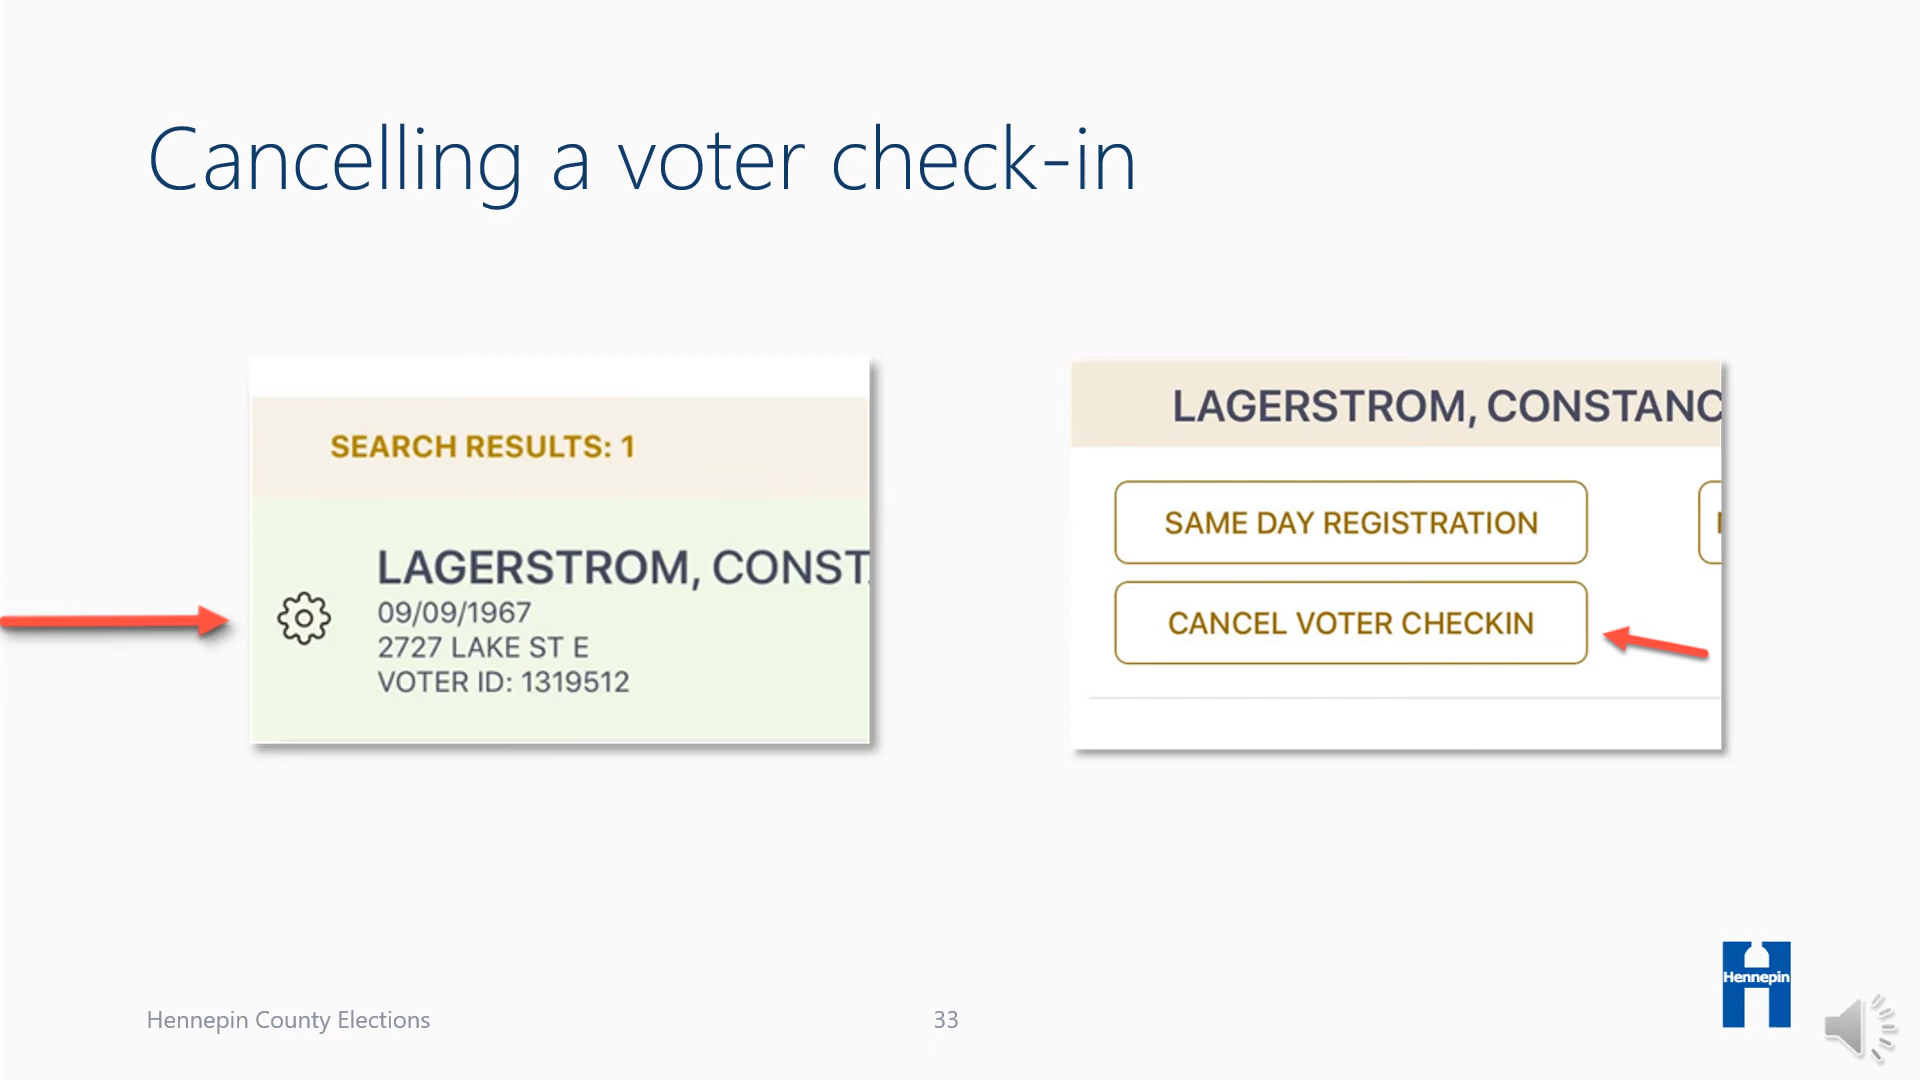 Cancelling a voter check-in
SEARCH RESULTS: 1
LAGERSTROM, CONST
09/09/1967
2727 LAKE ST E
VOTER ID: 1319512
LAGERSTROM, CONSTANC
SAME DAY REGISTRATION
CANCEL VOTER CHECKIN
Hennepin County Elections
33
Hennepin